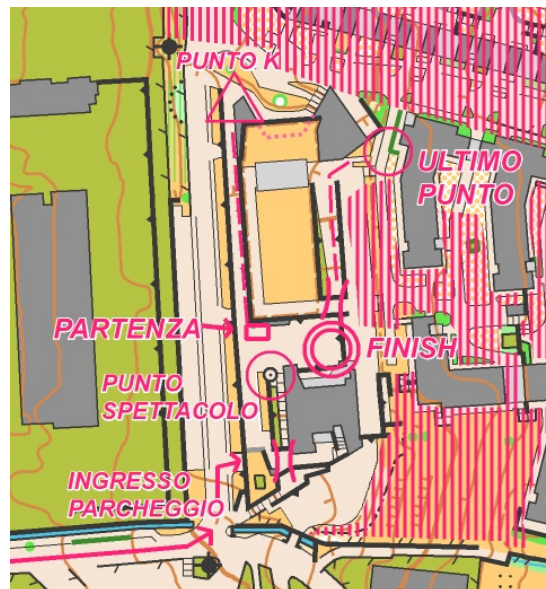 PUNTO K
ULTIMO
PUNTO
PARTENZA
FINISH
PUNTO
SPETTACOLO
INGRESSO
PARCHEGGIO